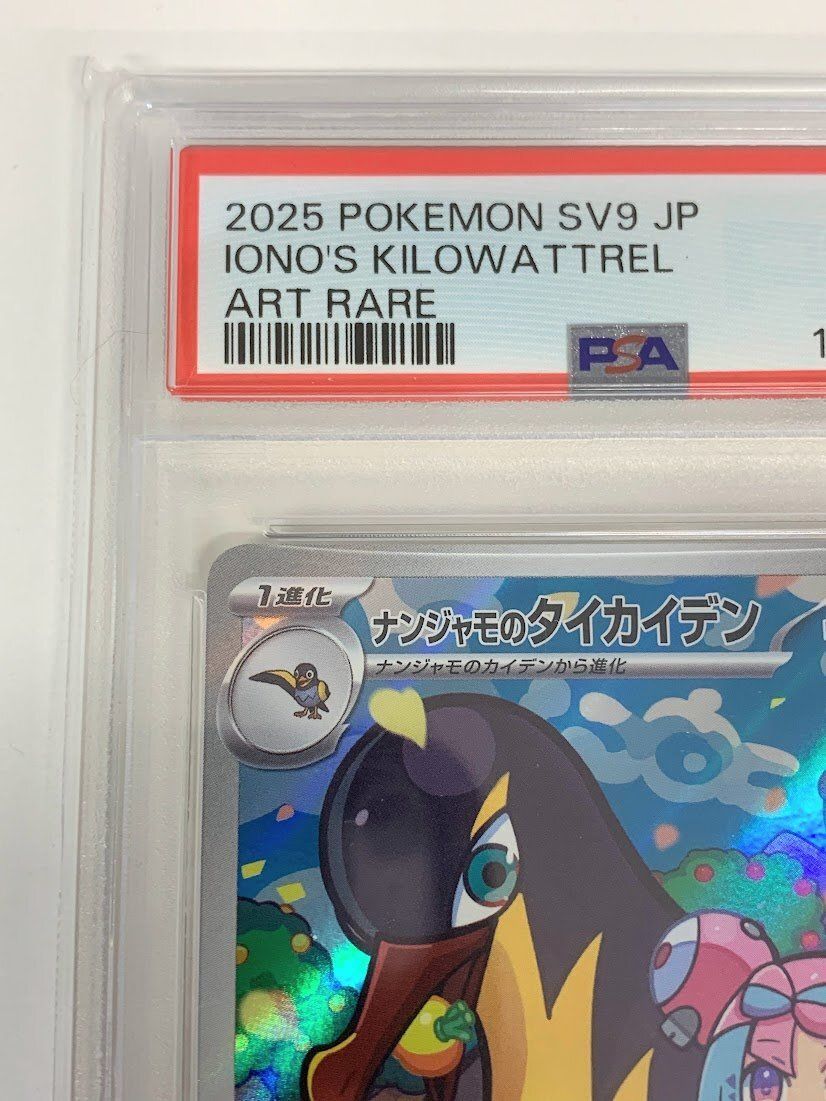 2025 POKEMON SV9 JP
IONO'S KILOWATTREL
ART RARE
PSA
1
1進化
ナンジャモのタイカイデン
ナンジャモのカイデンから進化